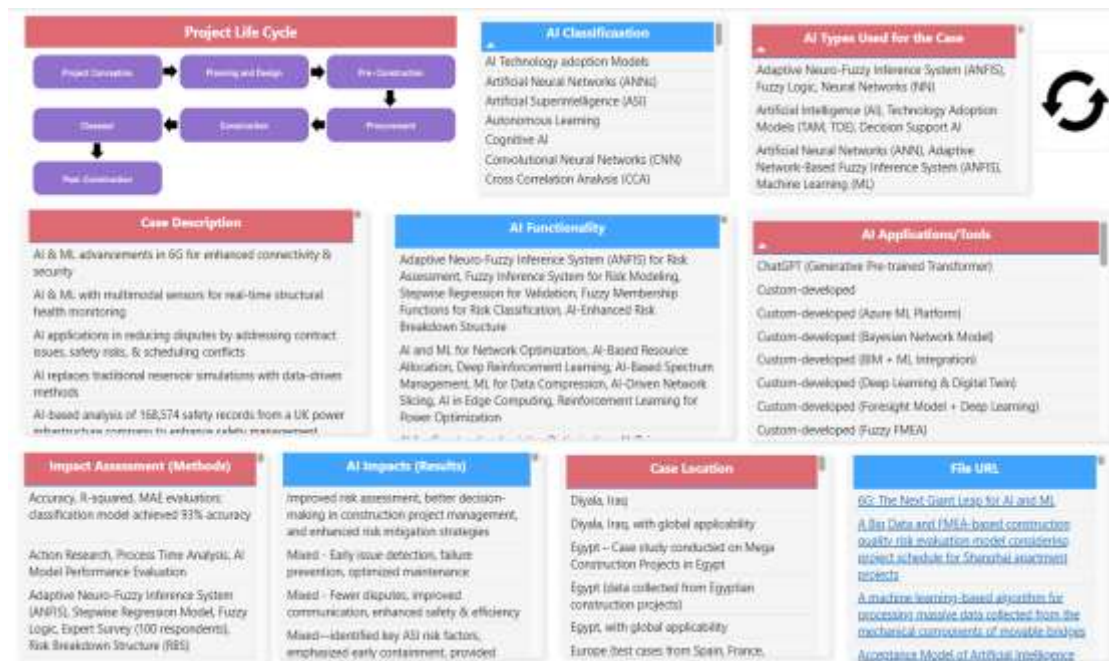 Project Life Cycle
Project Conception
Planning and Design
Pre-Construction
Closeout
Construction
Procurement
Post-Construction
AI Classification
AI Technology adoption Models
Artificial Neural Networks (ANNs)
Artificial Superintelligence (ASI)
Autonomous Learning
Cognitive AI
Convolutional Neural Networks (CNN)
Cross Correlation Analysis (CCA)
AI Types Used for the Case
Adaptive Neuro-Fuzzy Inference System (ANFIS),
Fuzzy Logic, Neural Networks (NN)
Artificial Intelligence (AI), Technology Adoption
Models (TAM, TOE), Decision Support AI
Artificial Neural Networks (ANN), Adaptive
Network-Based Fuzzy Inference System (ANFIS),
Machine Learning (ML)
Case Description
AI & ML advancements in 6G for enhanced connectivity &
security
AI & ML with multimodal sensors for real-time structural
health monitoring
AI applications in reducing disputes by addressing contract
issues, safety risks, & scheduling conflicts
AI replaces traditional reservoir simulations with data-driven
methods
AI-based analysis of 168,574 safety records from a UK power
infrastructure company to enhance safety management
AI Functionality
Adaptive Neuro-Fuzzy Inference System (ANFIS) for Risk
Assessment, Fuzzy Inference System for Risk Modeling,
Stepwise Regression for Validation, Fuzzy Membership
Functions for Risk Classification, AI-Enhanced Risk
Breakdown Structure
AI and ML for Network Optimization, AI-Based Resource
Allocation, Deep Reinforcement Learning, AI-Based Spectrum
Management, ML for Data Compression, AI-Driven Network
Slicing, AI in Edge Computing, Reinforcement Learning for
Power Optimization
AI Applications/Tools
ChatGPT (Generative Pre-trained Transformer)
Custom-developed
Custom-developed (Azure ML Platform)
Custom-developed (Bayesian Network Model)
Custom-developed (BIM + ML Integration)
Custom-developed (Deep Learning & Digital Twin)
Custom-developed (Foresight Model + Deep Learning)
Custom-developed (Fuzzy FMEA)
Impact Assessment (Methods)
Accuracy, R-squared, MAE evaluation;
classification model achieved 93% accuracy
Action Research, Process Time Analysis, AI
Model Performance Evaluation
Adaptive Neuro-Fuzzy Inference System
(ANFIS), Stepwise Regression Model, Fuzzy
Logic, Expert Survey (100 respondents),
Risk Breakdown Structure (RBS)
AI Impacts (Results)
Improved risk assessment, better decision-
making in construction project management,
and enhanced risk mitigation strategies
Mixed - Early issue detection, failure
prevention, optimized maintenance
Mixed - Fewer disputes, improved
communication, enhanced safety & efficiency
Mixed—identified key ASI risk factors,
emphasized early containment, provided
Case Location
Diyala, Iraq
Diyala, Iraq, with global applicability
Egypt – Case study conducted on Mega
Construction Projects in Egypt
Egypt (data collected from Egyptian
construction projects)
Egypt, with global applicability
Europe (test cases from Spain, France,
File URL
6G: The Next Giant Leap for AI and ML
A Big Data and FMEA-based construction
quality risk evaluation model considering
project schedule for Shanghai apartment
projects
A machine learning-based algorithm for
processing massive data collected from the
mechanical components of movable bridges
Acceptance Model of Artificial Intelligence